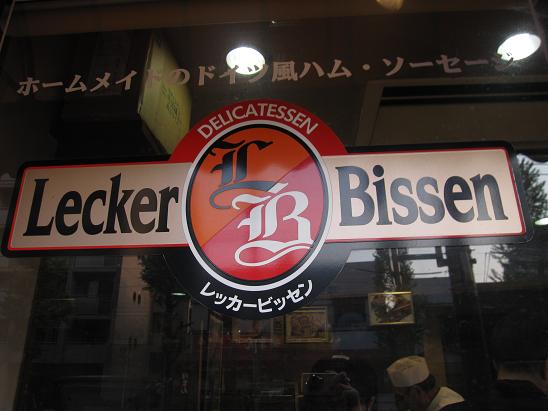 ホームメイドのドイツ風ハム・ソーセージ
DELICATESSEN
Lecker LB Bissen
レッカービッセン